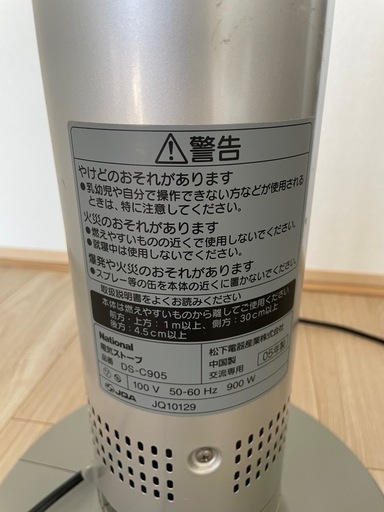 警告
やけどのおそれがあります
●乳幼児や自分で操作できない方などが使用される
ときは、特に注意してください。
火災のおそれがあります
●燃えやすいものの近くで使用しないでください。
●就寝中は使用しないでください。
爆発や火災のおそれがあります
●スプレー等の缶を本体の近くに置かないでください。
取扱説明書をよくお読みください
本体は燃えやすいものから離してご使用ください
前方・上方:1m以上、側方:30cm以上
後方:4.5cm以上
National
電気ストーブ
品番 DS-C905
松下電器産業株式会社
中国製
交流専用
05年製
100 V 50-60 Hz 900 W
JQA JQ10129